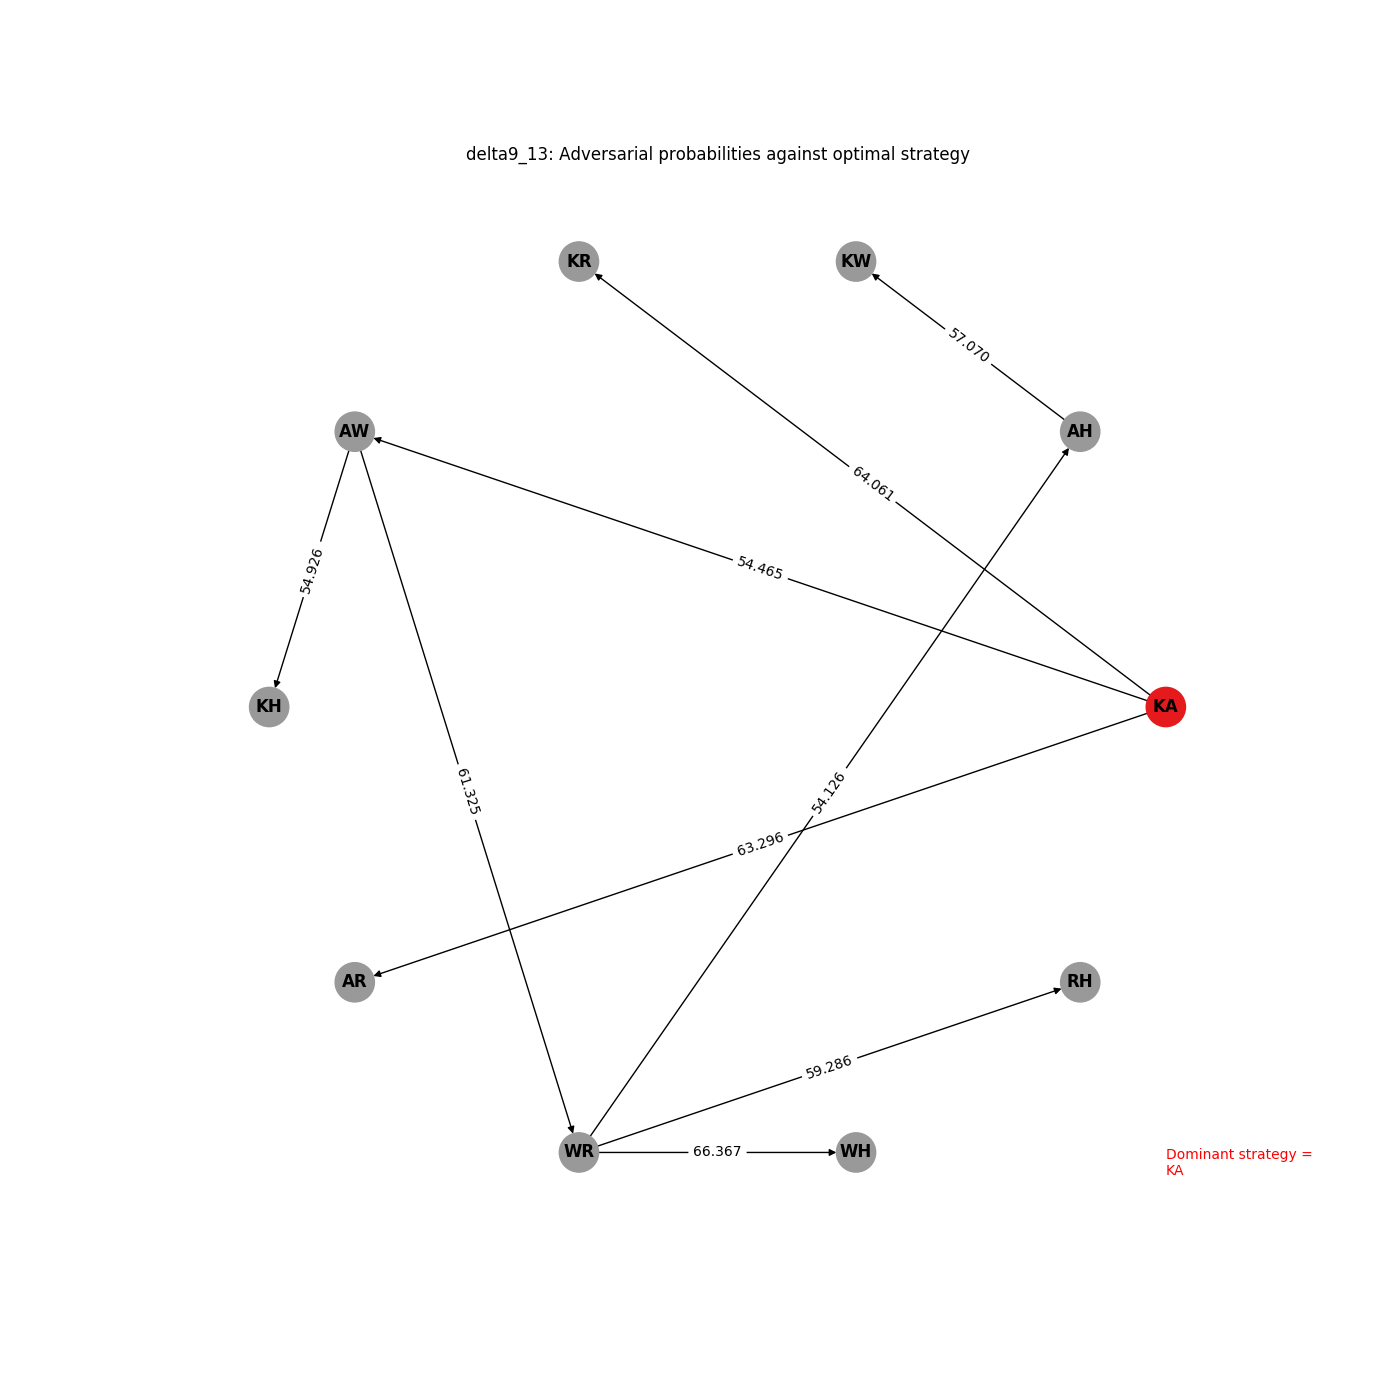 delta9_13: Adversarial probabilities against optimal strategy
KR
KW
57.070
AW
AH
64.061
54.465
54.926
KH
KA
61.325
54.126
63.296
AR
RH
59.286
WR
66.367
WH
Dominant strategy =
KA